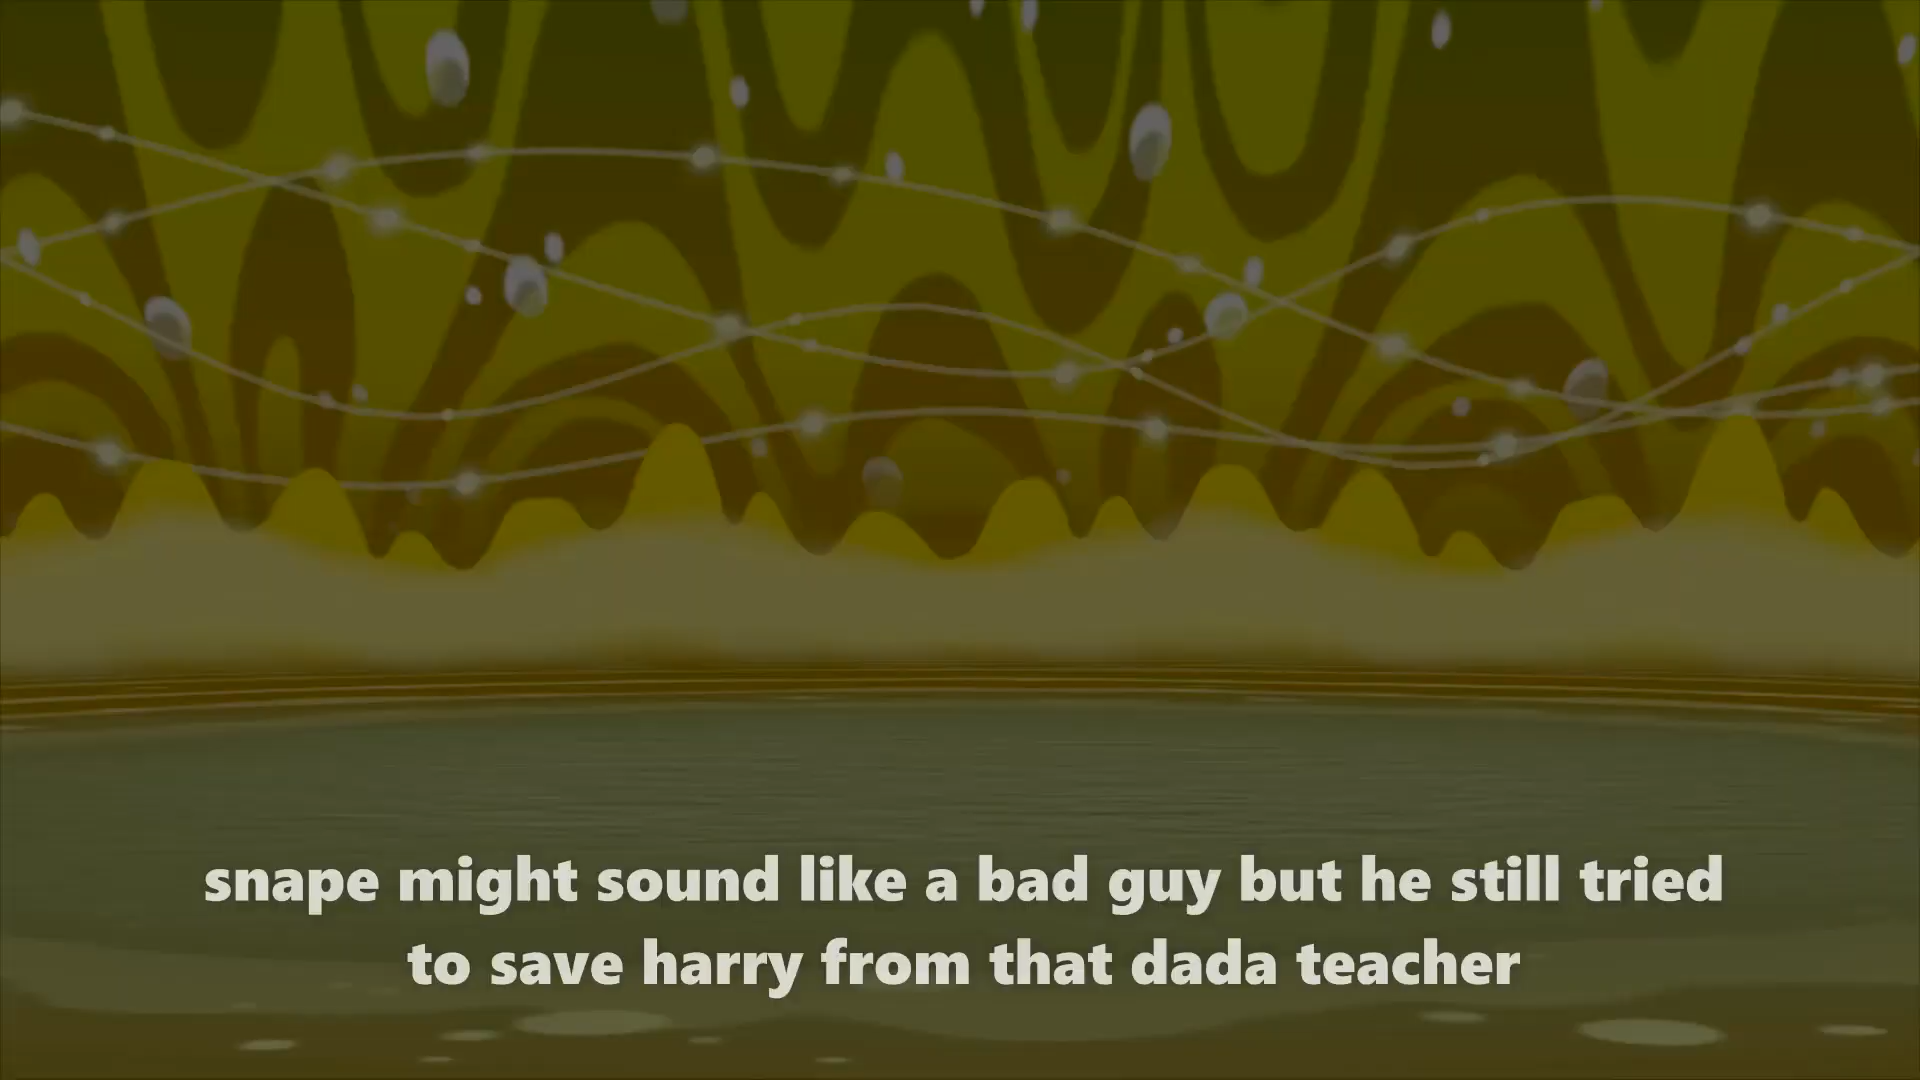 snape might sound like a bad guy but he still tried
to save harry from that dada teacher